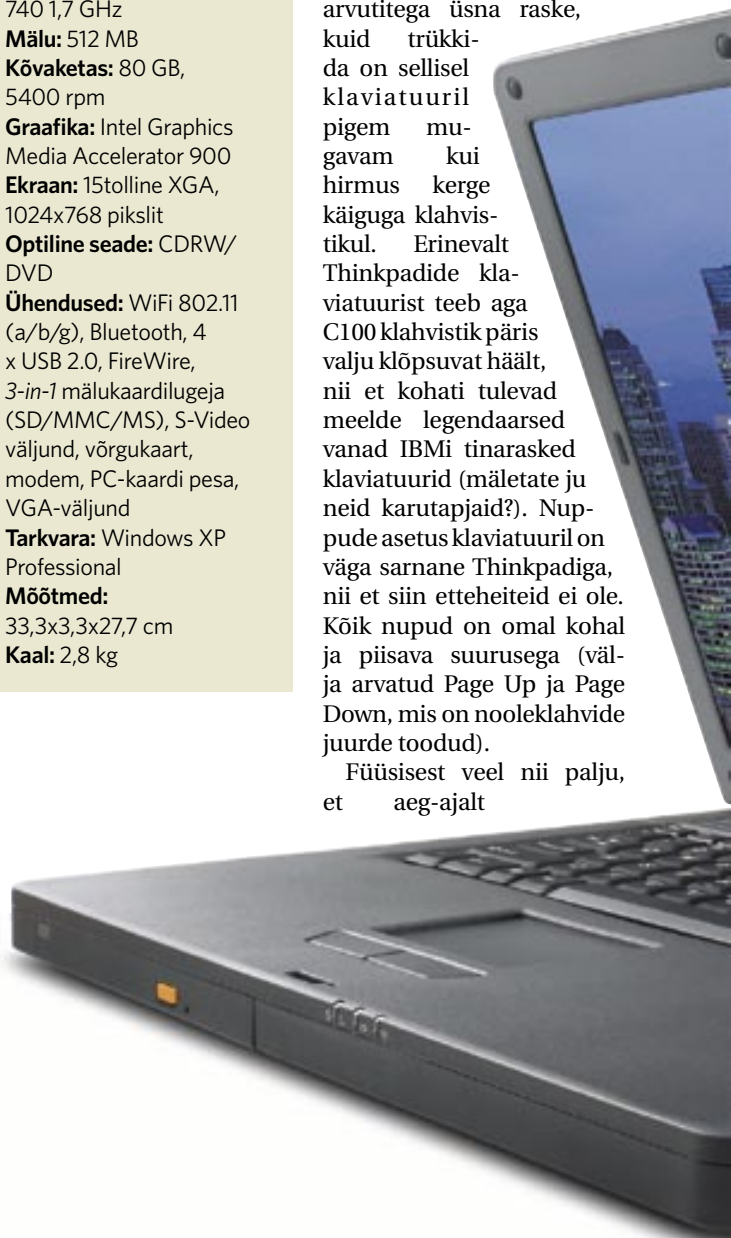 740 1,7 GHz
Mälu: 512 MB
Kõvaketas: 80 GB,
5400 rpm
Graafika: Intel Graphics
Media Accelerator 900
Ekraan: 15tolline XGA,
1024x768 pikslit
Optiline seade: CDRW/
DVD
Ühendused: WiFi 802.11
(a/b/g), Bluetooth, 4
x USB 2.0, FireWire,
3-in-1 mälukaardilugeja
(SD/MMC/MS), S-Video
väljund, võrgukaart,
modem, PC-kaardi pesa,
VGA-väljund
Tarkvara: Windows XP
Professional
Mõõtmed:
33,3x3,3x27,7 cm
Kaal: 2,8 kg
arvutitega üsna raske,
kuid trükki-
da on sellisel
klaviatuuril
pigem mu-
gavam kui
hirmus kerge
käiguga klahvis-
tikul. Erinevalt
Thinkpadide kla-
viatuurist teeb aga
C100 klahvistik päris
valju klõpsuvat häält,
nii et kohati tulevad
meelde legendaarsed
vanad IBMi tinarasked
klaviatuurid (mäletate ju
neid karutapjaid?). Nup-
pude asetus klaviatuuril on
väga sarnane Thinkpadiga,
nii et siin etteheiteid ei ole.
Kõik nupud on omal kohal
ja piisava suurusega (väl-
ja arvatud Page Up ja Page
Down, mis on nooleklahvide
juurde toodud).
Füüsisest veel nii palju,
et aeg-ajalt